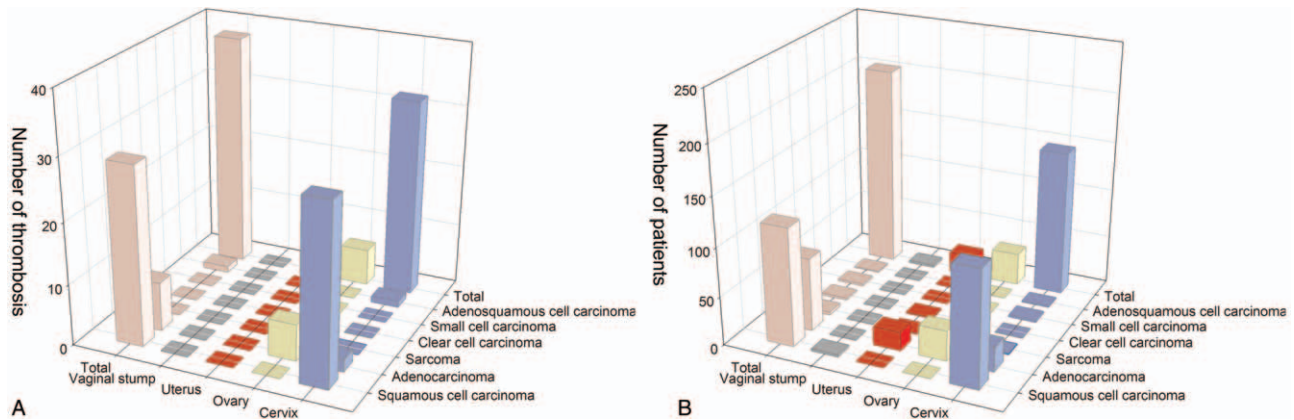 40
30
20
10
0
Number of thrombosis
Total
Vaginal stump
Uterus
Ovary
Cervix
Total
Adenosquamous cell carcinoma
Small cell carcinoma
Clear cell carcinoma
Sarcoma
Adenocarcinoma
Squamous cell carcinoma
A
250
200
150
100
50
0
Number of patients
Total
Vaginal stump
Uterus
Ovary
Cervix
Total
Adenosquamous cell carcinoma
Small cell carcinoma
Clear cell carcinoma
Sarcoma
Adenocarcinoma
Squamous cell carcinoma
B